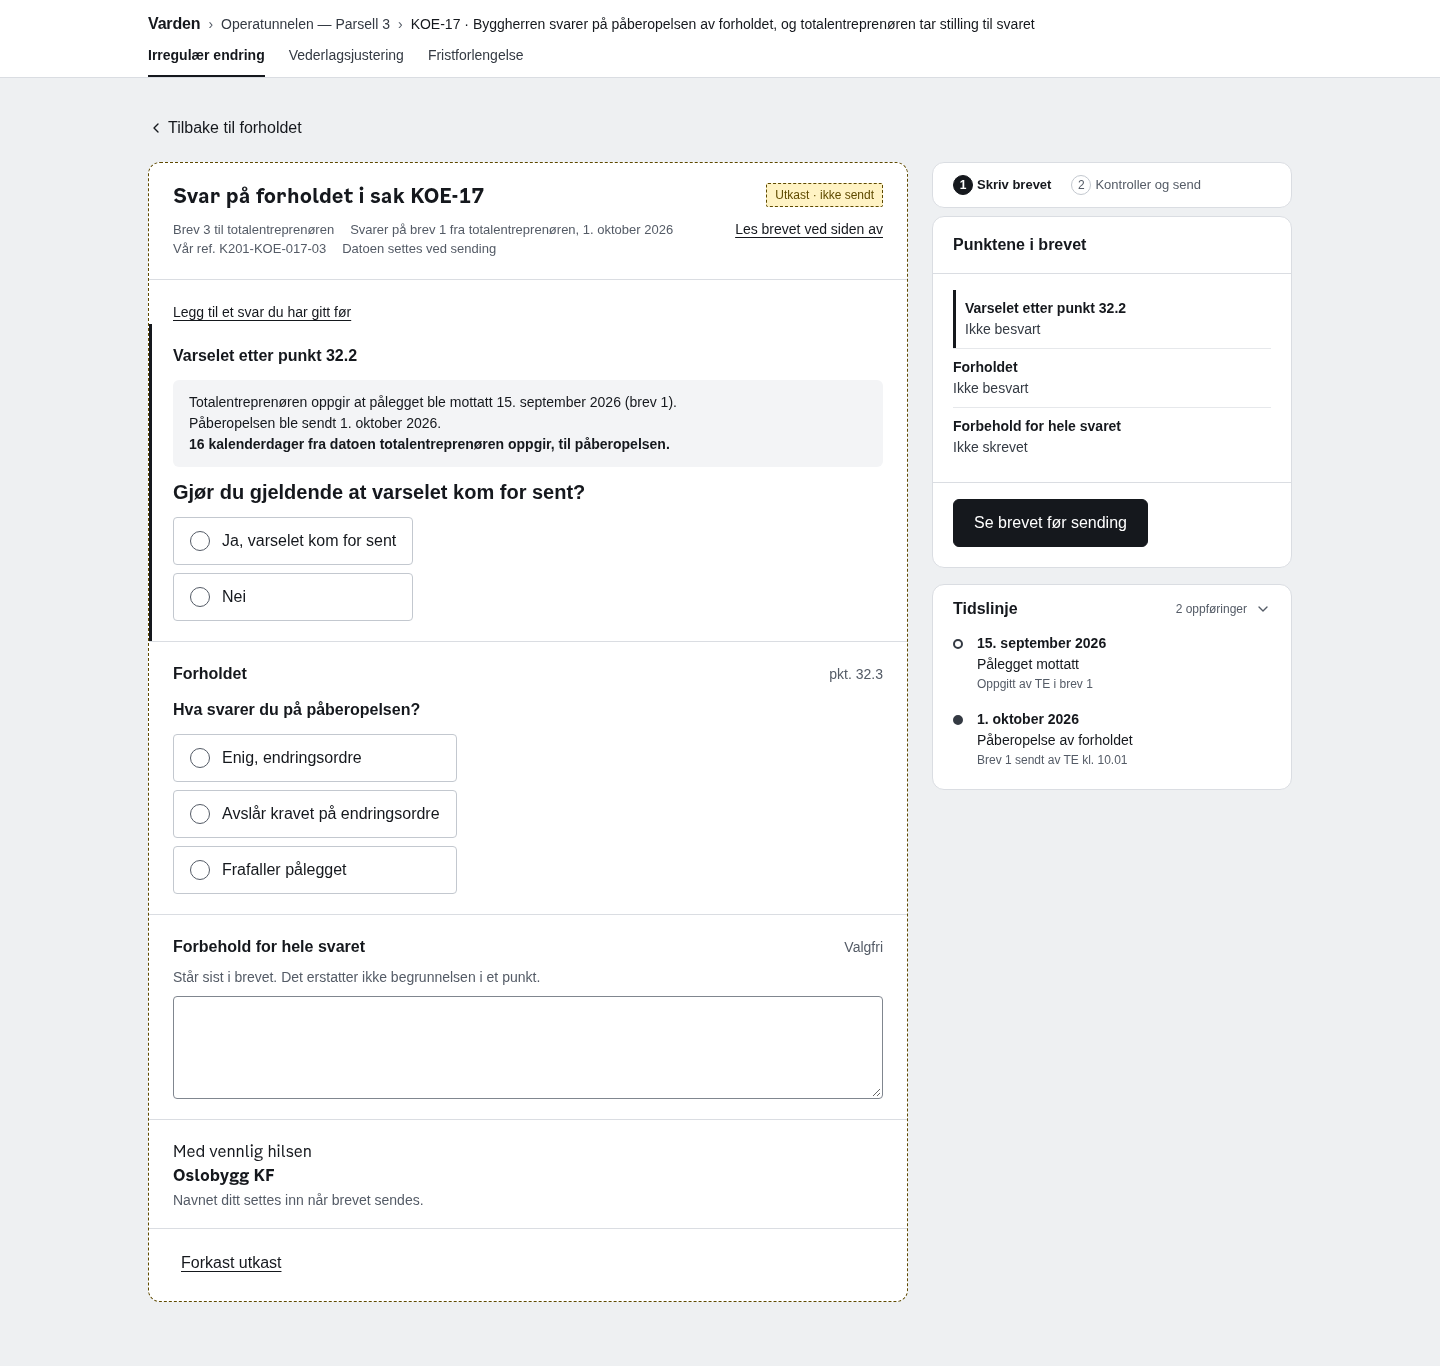 Varden › Operatunnelen — Parsell 3 › KOE-17 · Byggherren svarer på påberopelsen av forholdet, og totalentreprenøren tar stilling til svaret
Irregulær endring Vederlagsjustering Fristforlengelse
Tilbake til forholdet
Svar på forholdet i sak KOE-17
Utkast · ikke sendt
Brev 3 til totalentreprenøren Svarer på brev 1 fra totalentreprenøren, 1. oktober 2026
Les brevet ved siden av
Vår ref. K201-KOE-017-03 Datoen settes ved sending
Legg til et svar du har gitt før
Varselet etter punkt 32.2
Totalentreprenøren oppgir at pålegget ble mottatt 15. september 2026 (brev 1).
Påberopelsen ble sendt 1. oktober 2026.
16 kalenderdager fra datoen totalentreprenøren oppgir, til påberopelsen.
Gjør du gjeldende at varselet kom for sent?
Ja, varselet kom for sent
Nei
Forholdet pkt. 32.3
Hva svarer du på påberopelsen?
Enig, endringsordre
Avslår kravet på endringsordre
Frafaller pålegget
Forbehold for hele svaret Valgfri
Står sist i brevet. Det erstatter ikke begrunnelsen i et punkt.
Med vennlig hilsen
Oslobygg KF
Navnet ditt settes inn når brevet sendes.
Forkast utkast
1 Skriv brevet 2 Kontroller og send
Punktene i brevet
Varselet etter punkt 32.2
Ikke besvart
Forholdet
Ikke besvart
Forbehold for hele svaret
Ikke skrevet
Se brevet før sending
Tidslinje 2 oppføringer
15. september 2026
Pålegget mottatt
Oppgitt av TE i brev 1
1. oktober 2026
Påberopelse av forholdet
Brev 1 sendt av TE kl. 10.01